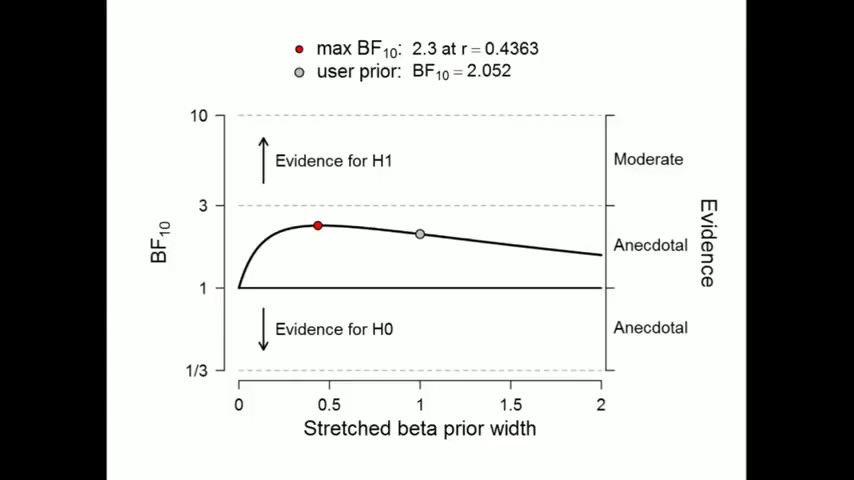 max BF10: 2.3 at r = 0.4363
user prior: BF10 = 2.052
10
Evidence for H1
Moderate
3
BF10
Anecdotal
Evidence
1
Evidence for H0
Anecdotal
1/3
0 0.5 1 1.5 2
Stretched beta prior width